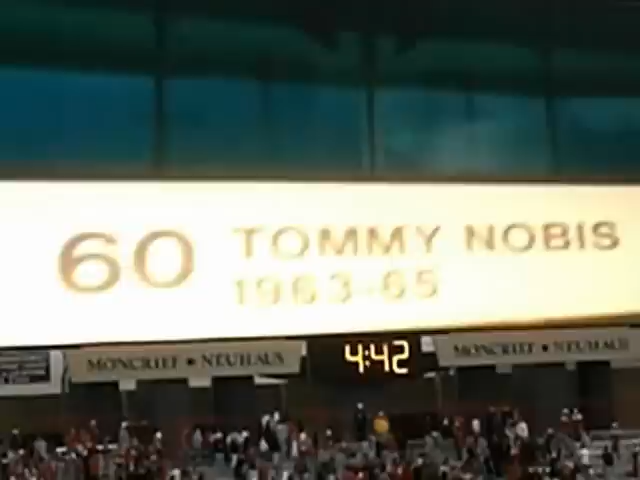 60 TOMMY NOBIS
1963-65
MONCRIEF • NEUHAUS
4:42
MONCRIEF • NEUHAUS